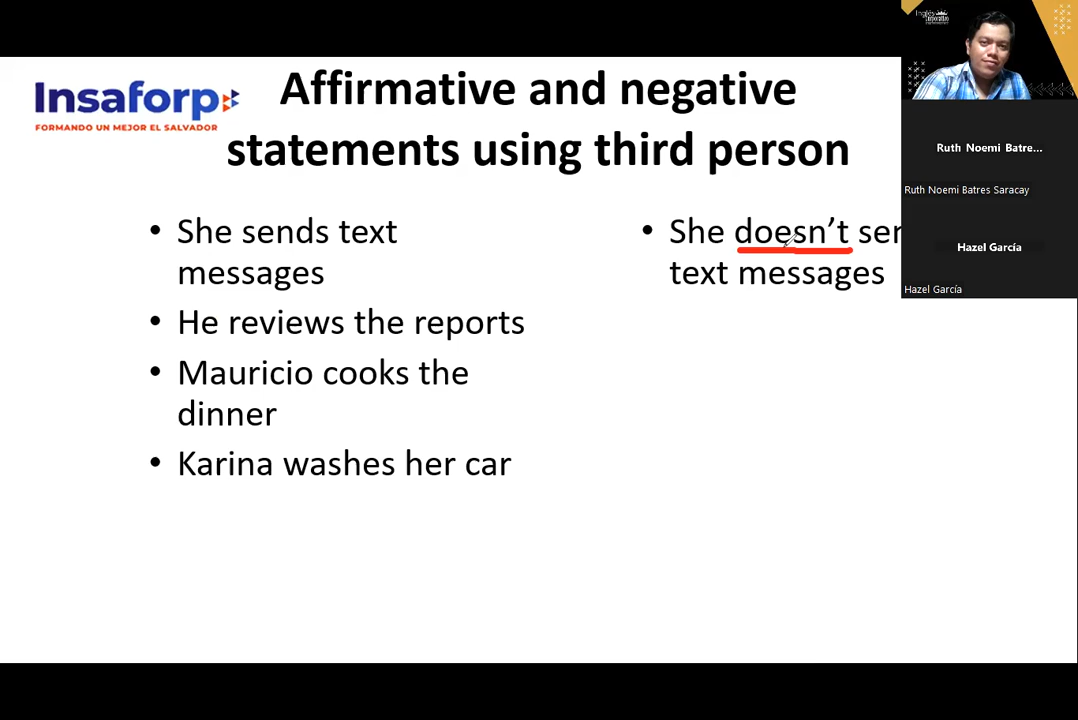 Inglés
Corporativo
Insaforp
FORMANDO UN MEJOR EL SALVADOR
Affirmative and negative
statements using third person
Ruth Noemi Batre...
Ruth Noemi Batres Saracay
Hazel García
Hazel García
• She sends text
messages
• He reviews the reports
• Mauricio cooks the
dinner
• Karina washes her car
• She doesn’t
text messages